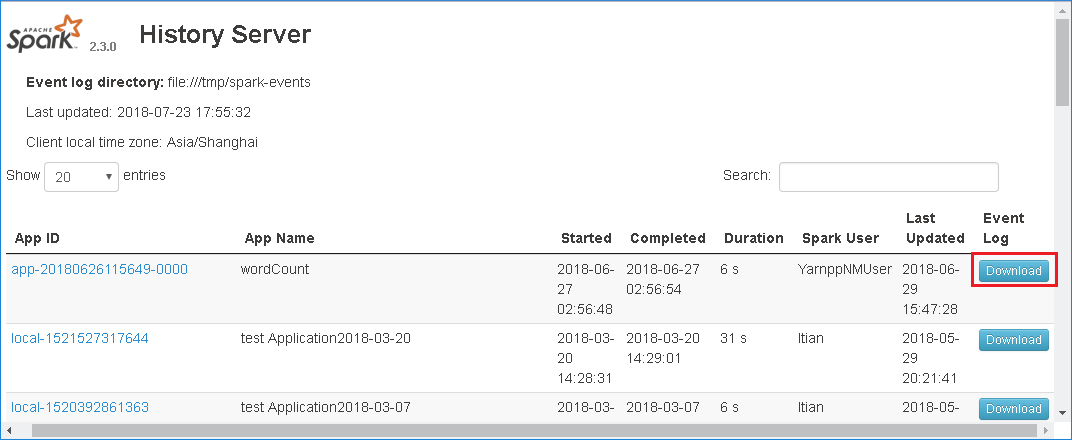 APACHE
Spark 2.3.0 History Server
Event log directory: file:///tmp/spark-events
Last updated: 2018-07-23 17:55:32
Client local time zone: Asia/Shanghai
Show 20 entries Search:
App ID App Name Started Completed Duration Spark User Last Updated Event Log
app-20180626115649-0000 wordCount 2018-06-27 02:56:48 2018-06-27 02:56:54 6 s YarnppNMUser 2018-06-29 15:47:28 Download
local-1521527317644 test Application2018-03-20 2018-03-20 14:28:31 2018-03-20 14:29:01 31 s ltian 2018-05-29 20:21:41 Download
local-1520392861363 test Application2018-03-07 2018-03- 2018-03-07 6 s ltian 2018-05- Download